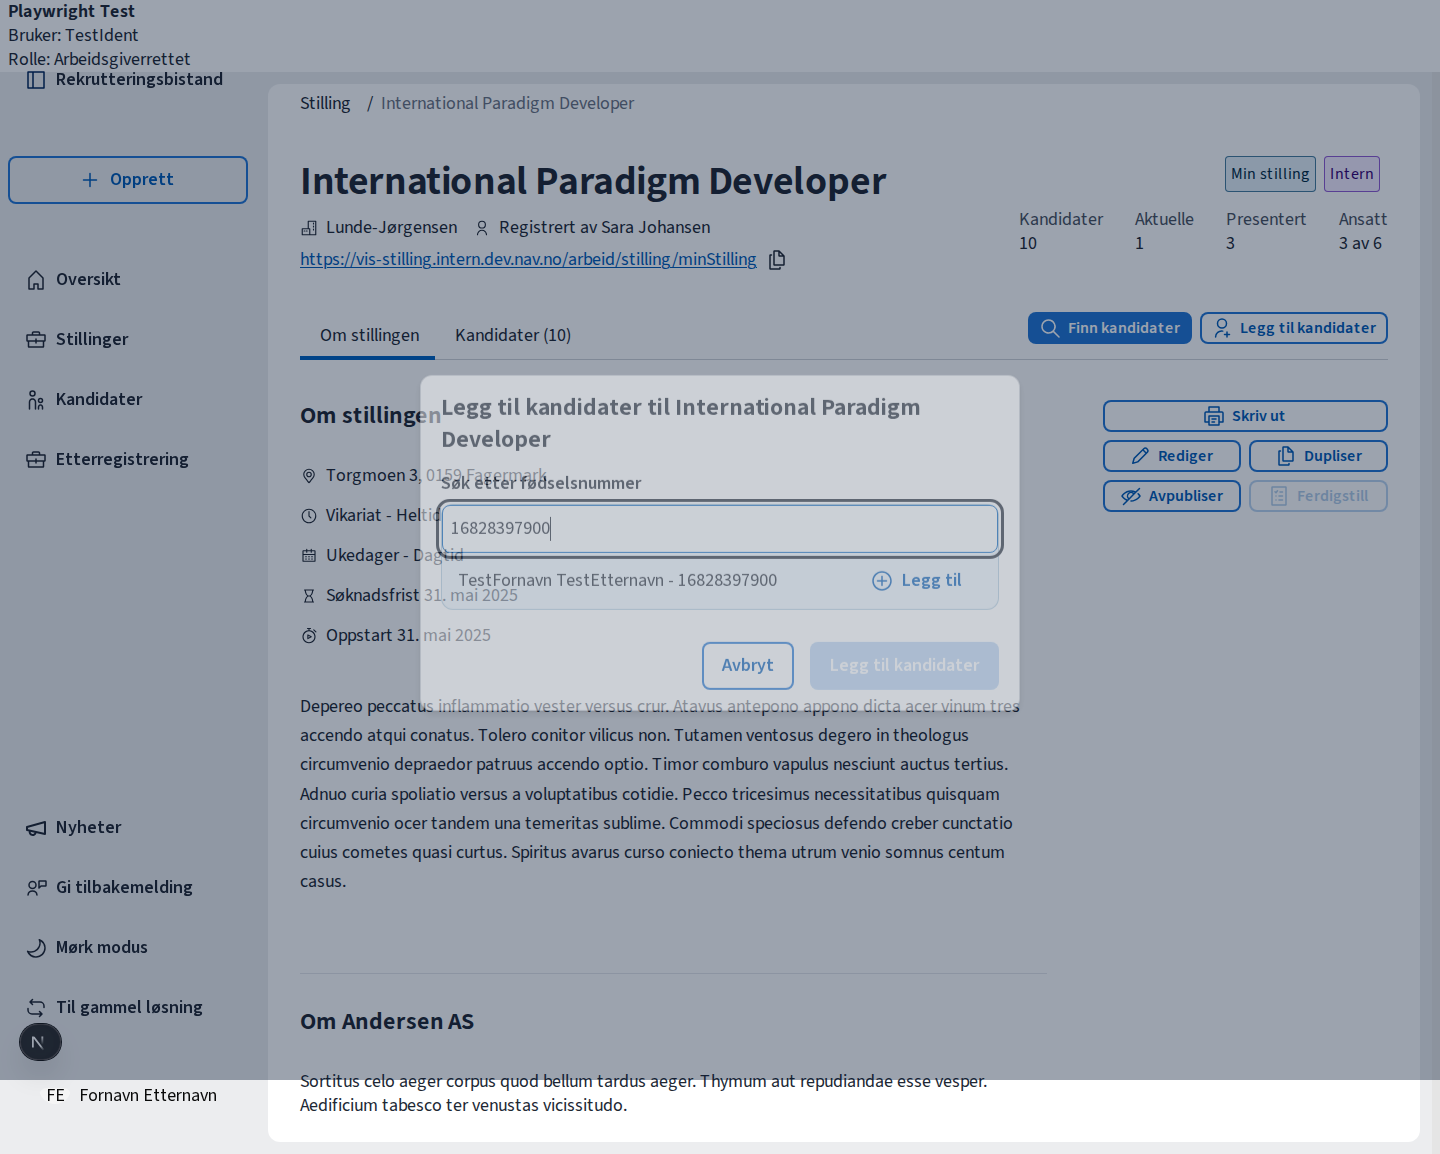 Playwright Test
Bruker: TestIdent
Rolle: Arbeidsgiverrettet
Rekrutteringsbistand
Opprett
Oversikt
Stillinger
Kandidater
Etterregistrering
Nyheter
Gi tilbakemelding
Mørk modus
Til gammel løsning
N
FE Fornavn Etternavn
Stilling / International Paradigm Developer
International Paradigm Developer
Min stilling Intern
Lunde-Jørgensen Registrert av Sara Johansen
https://vis-stilling.intern.dev.nav.no/arbeid/stilling/minStilling
Kandidater Aktuelle Presentert Ansatt
10 1 3 3 av 6
Om stillingen Kandidater (10)
Finn kandidater Legg til kandidater
Om stillingen
Torgmoen 3, 0159 Fagermark
Vikariat - Heltid
Ukedager - Dagtid
Søknadsfrist 31. mai 2025
Oppstart 31. mai 2025
Skriv ut
Rediger Dupliser
Avpubliser Ferdigstill
Legg til kandidater til International Paradigm
Developer
Søk etter fødselsnummer
16828397900
TestFornavn TestEtternavn - 16828397900 Legg til
Avbryt Legg til kandidater
Depereo peccatus inflammatio vester versus crur. Atavus antepono appono dicta acer vinum tres
accendo atqui conatus. Tolero conitor vilicus non. Tutamen ventosus degero in theologus
circumvenio depraedor patruus accendo optio. Timor comburo vapulus nesciunt auctus tertius.
Adnuo curia spoliatio versus a voluptatibus cotidie. Pecco tricesimus necessitatibus quisquam
circumvenio ocer tandem una temeritas sublime. Commodi speciosus defendo creber cunctatio
cuius cometes quasi curtus. Spiritus avarus curso coniecto thema utrum venio somnus centum
casus.
Om Andersen AS
Sortitus celo aeger corpus quod bellum tardus aeger. Thymum aut repudiandae esse vesper.
Aedificium tabesco ter venustas vicissitudo.